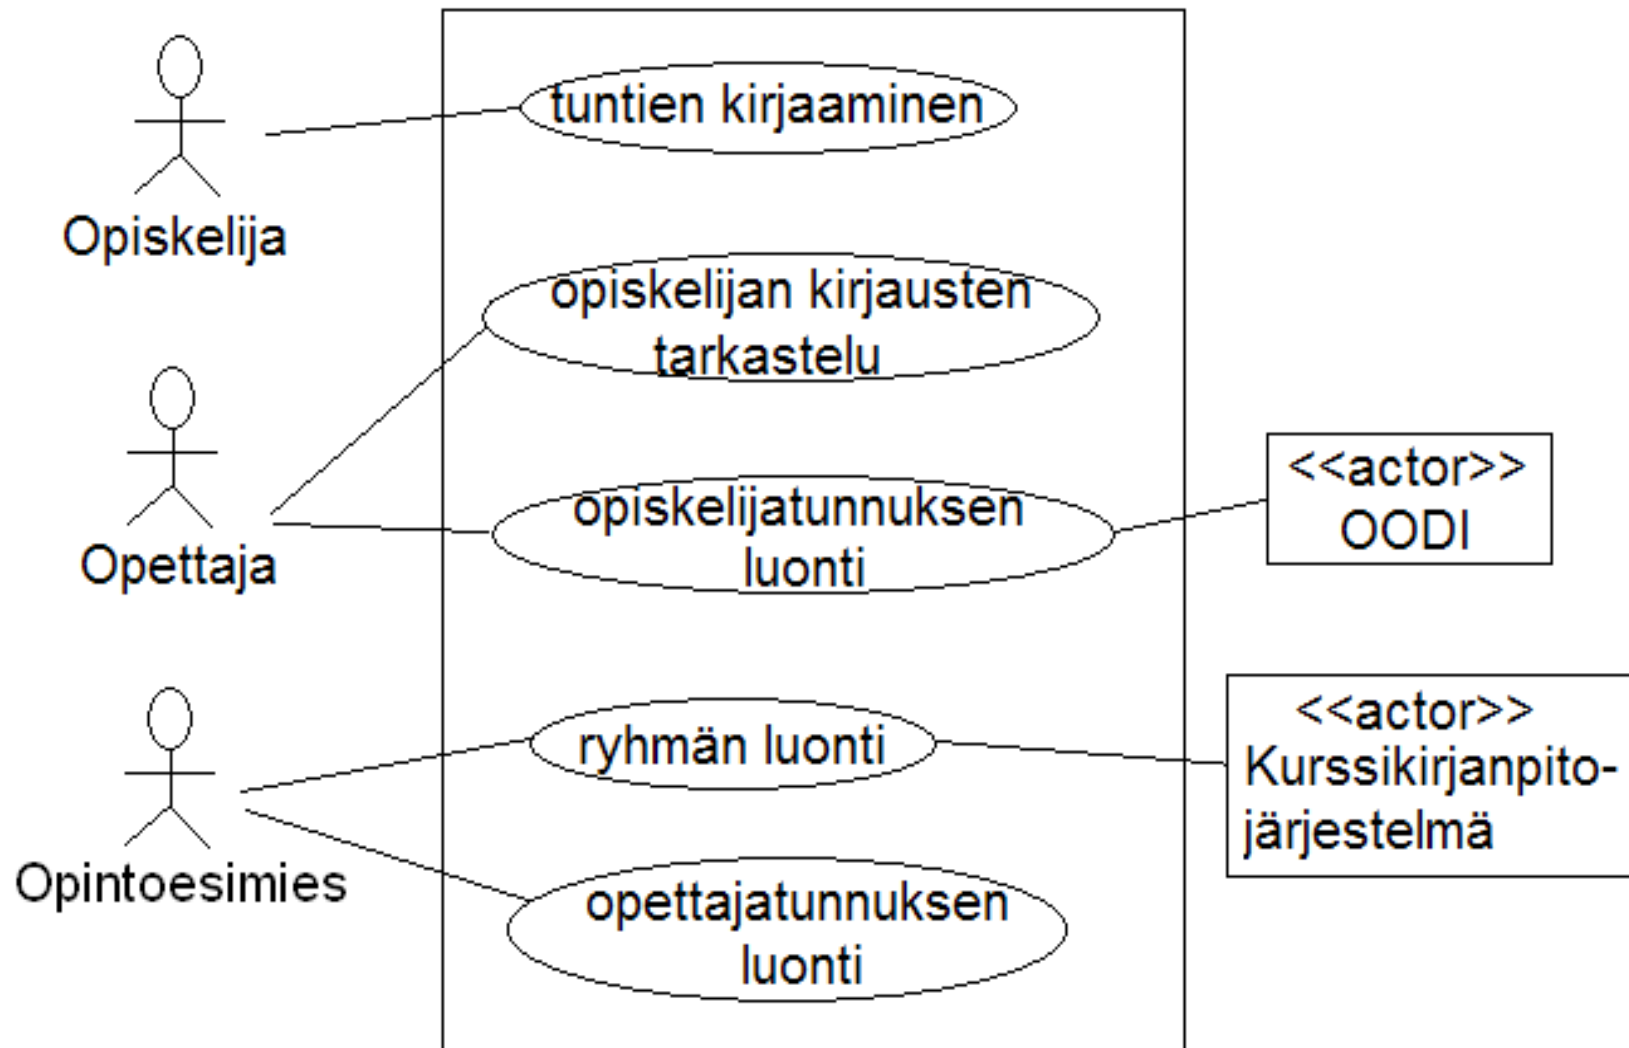 tuntien kirjaaminen
Opiskelija
opiskelijan kirjausten
tarkastelu
opiskelijatunnuksen
luonti
<<actor>>
OODI
Opettaja
ryhmän luonti
<<actor>>
Kurssikirjanpito-
järjestelmä
Opintoesimies
opettajatunnuksen
luonti